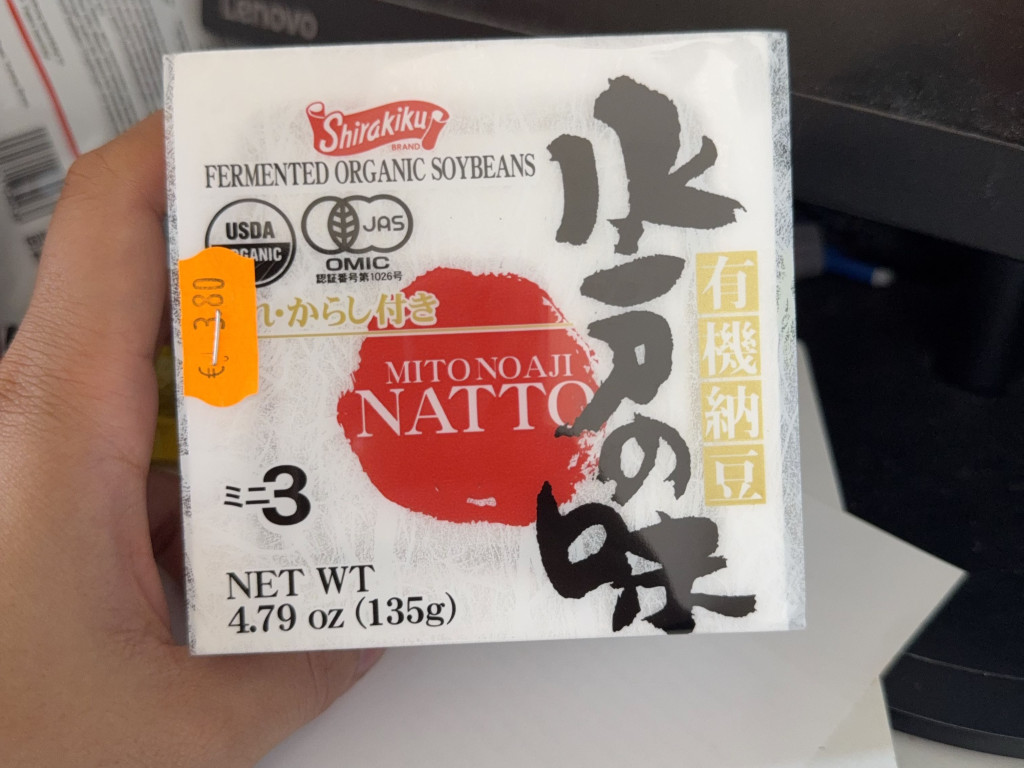 Lenovo
Shirakiku
BRAND
FERMENTED ORGANIC SOYBEANS
USDA
ORGANIC
JAS
OMIC
認証番号第1026号
れ・からし付き
€. 3.80
MITO NO AJI
NATTO
水戸の味
有機納豆
ミニ3
NET WT
4.79 oz (135g)